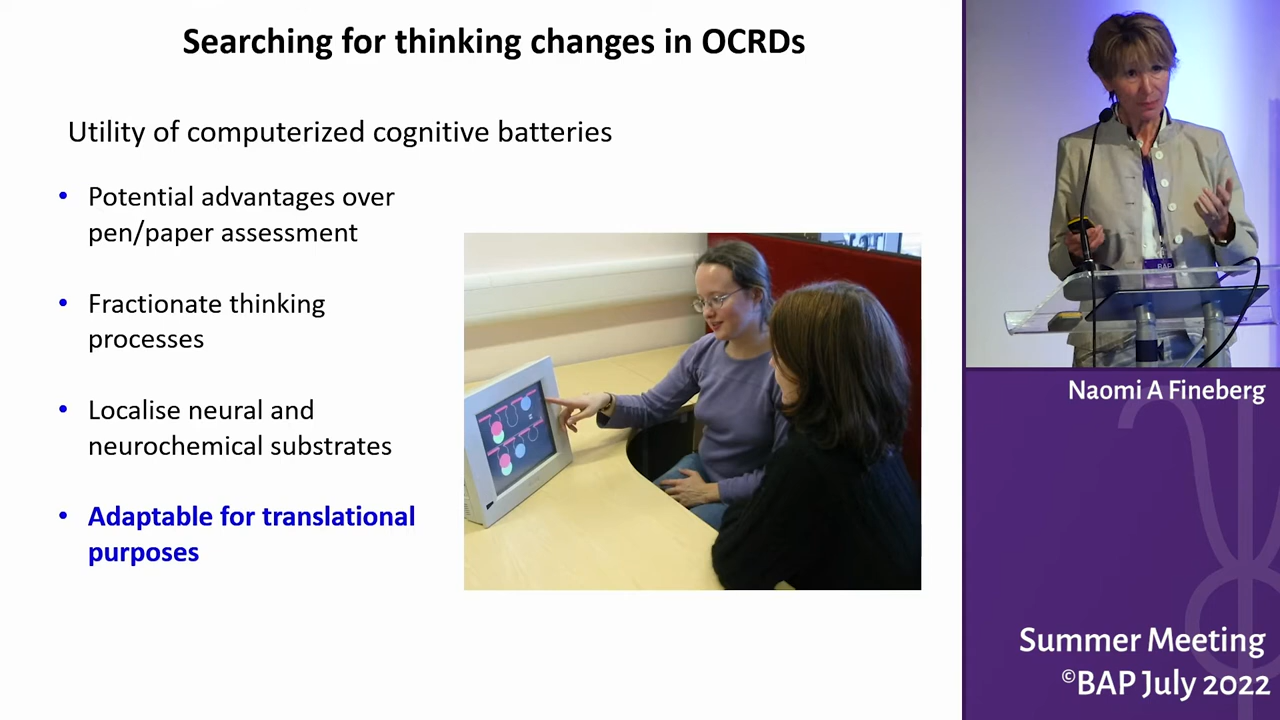 Searching for thinking changes in OCRDs
Utility of computerized cognitive batteries
• Potential advantages over
pen/paper assessment
• Fractionate thinking
processes
• Localise neural and
neurochemical substrates
• Adaptable for translational
purposes
BAP
Naomi A Fineberg
Summer Meeting
©BAP July 2022